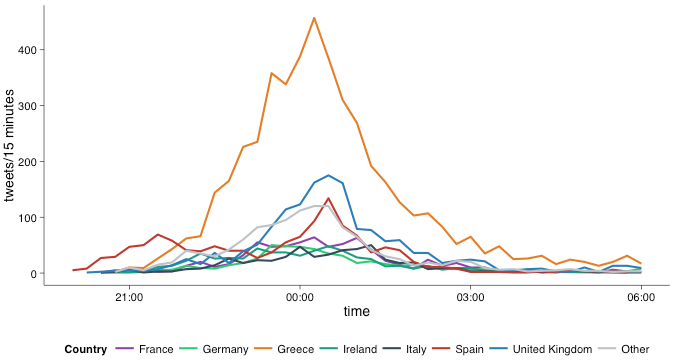 tweets/15 minutes
400
300
200
100
0
21:00 00:00 03:00 06:00
time
Country France Germany Greece Ireland Italy Spain United Kingdom Other